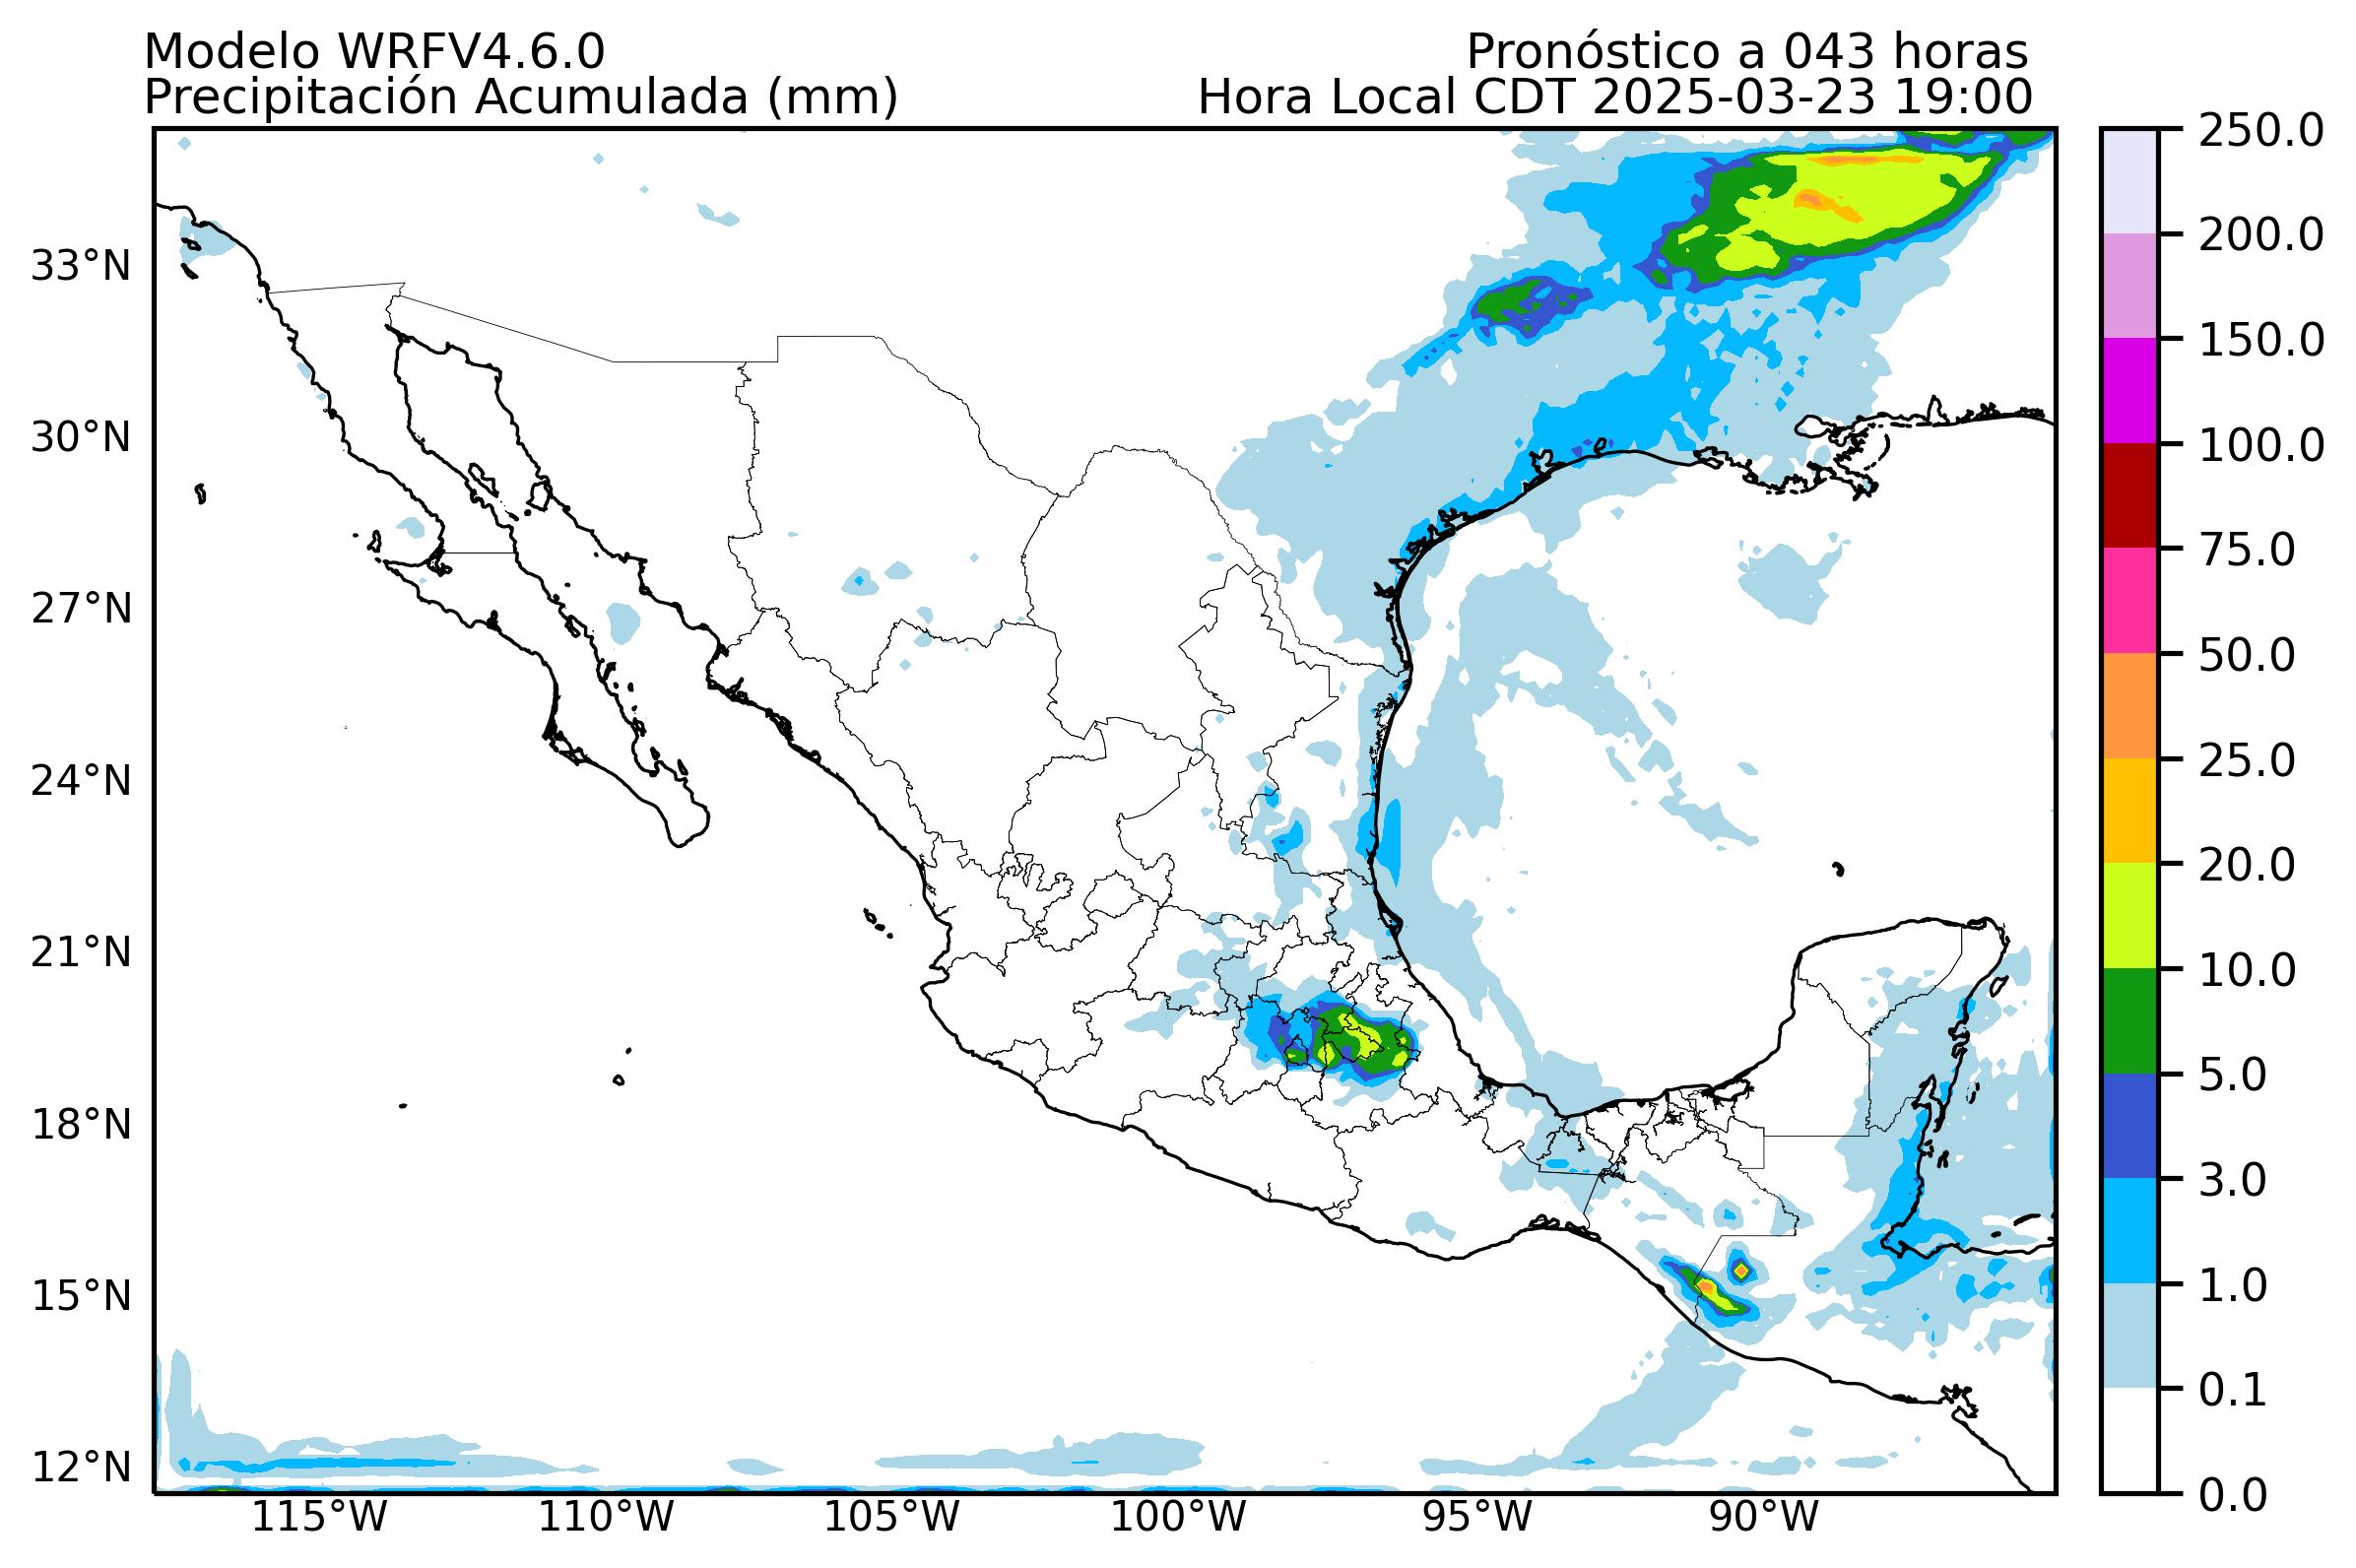 Modelo WRFV4.6.0
Pronóstico a 043 horas
Precipitación Acumulada (mm)
Hora Local CDT 2025-03-23 19:00
33°N
30°N
27°N
24°N
21°N
18°N
15°N
12°N
115°W
110°W
105°W
100°W
95°W
90°W
250.0
200.0
150.0
100.0
75.0
50.0
25.0
20.0
10.0
5.0
3.0
1.0
0.1
0.0